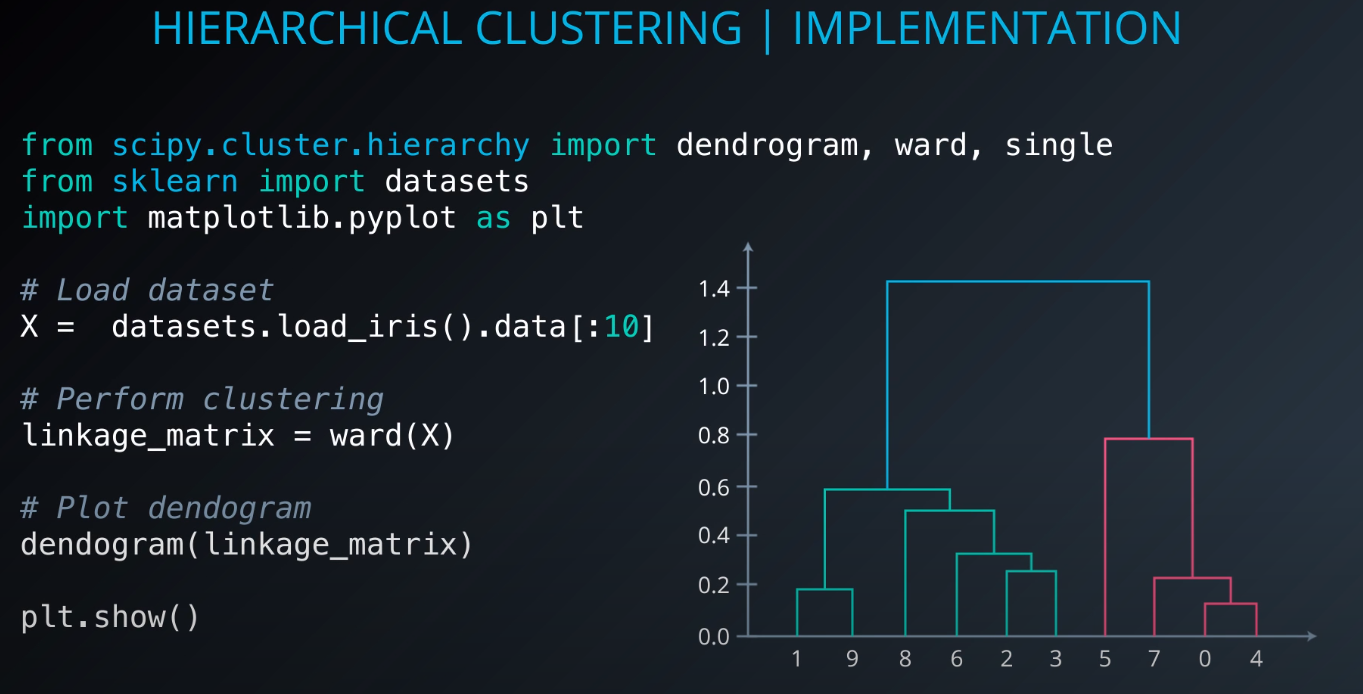 HIERARCHICAL CLUSTERING | IMPLEMENTATION
from scipy.cluster.hierarchy import dendrogram, ward, single
from sklearn import datasets
import matplotlib.pyplot as plt
# Load dataset
X =  datasets.load_iris().data[:10]
# Perform clustering
linkage_matrix = ward(X)
# Plot dendogram
dendogram(linkage_matrix)
plt.show()
1.4
1.2
1.0
0.8
0.6
0.4
0.2
0.0
1 9 8 6 2 3 5 7 0 4